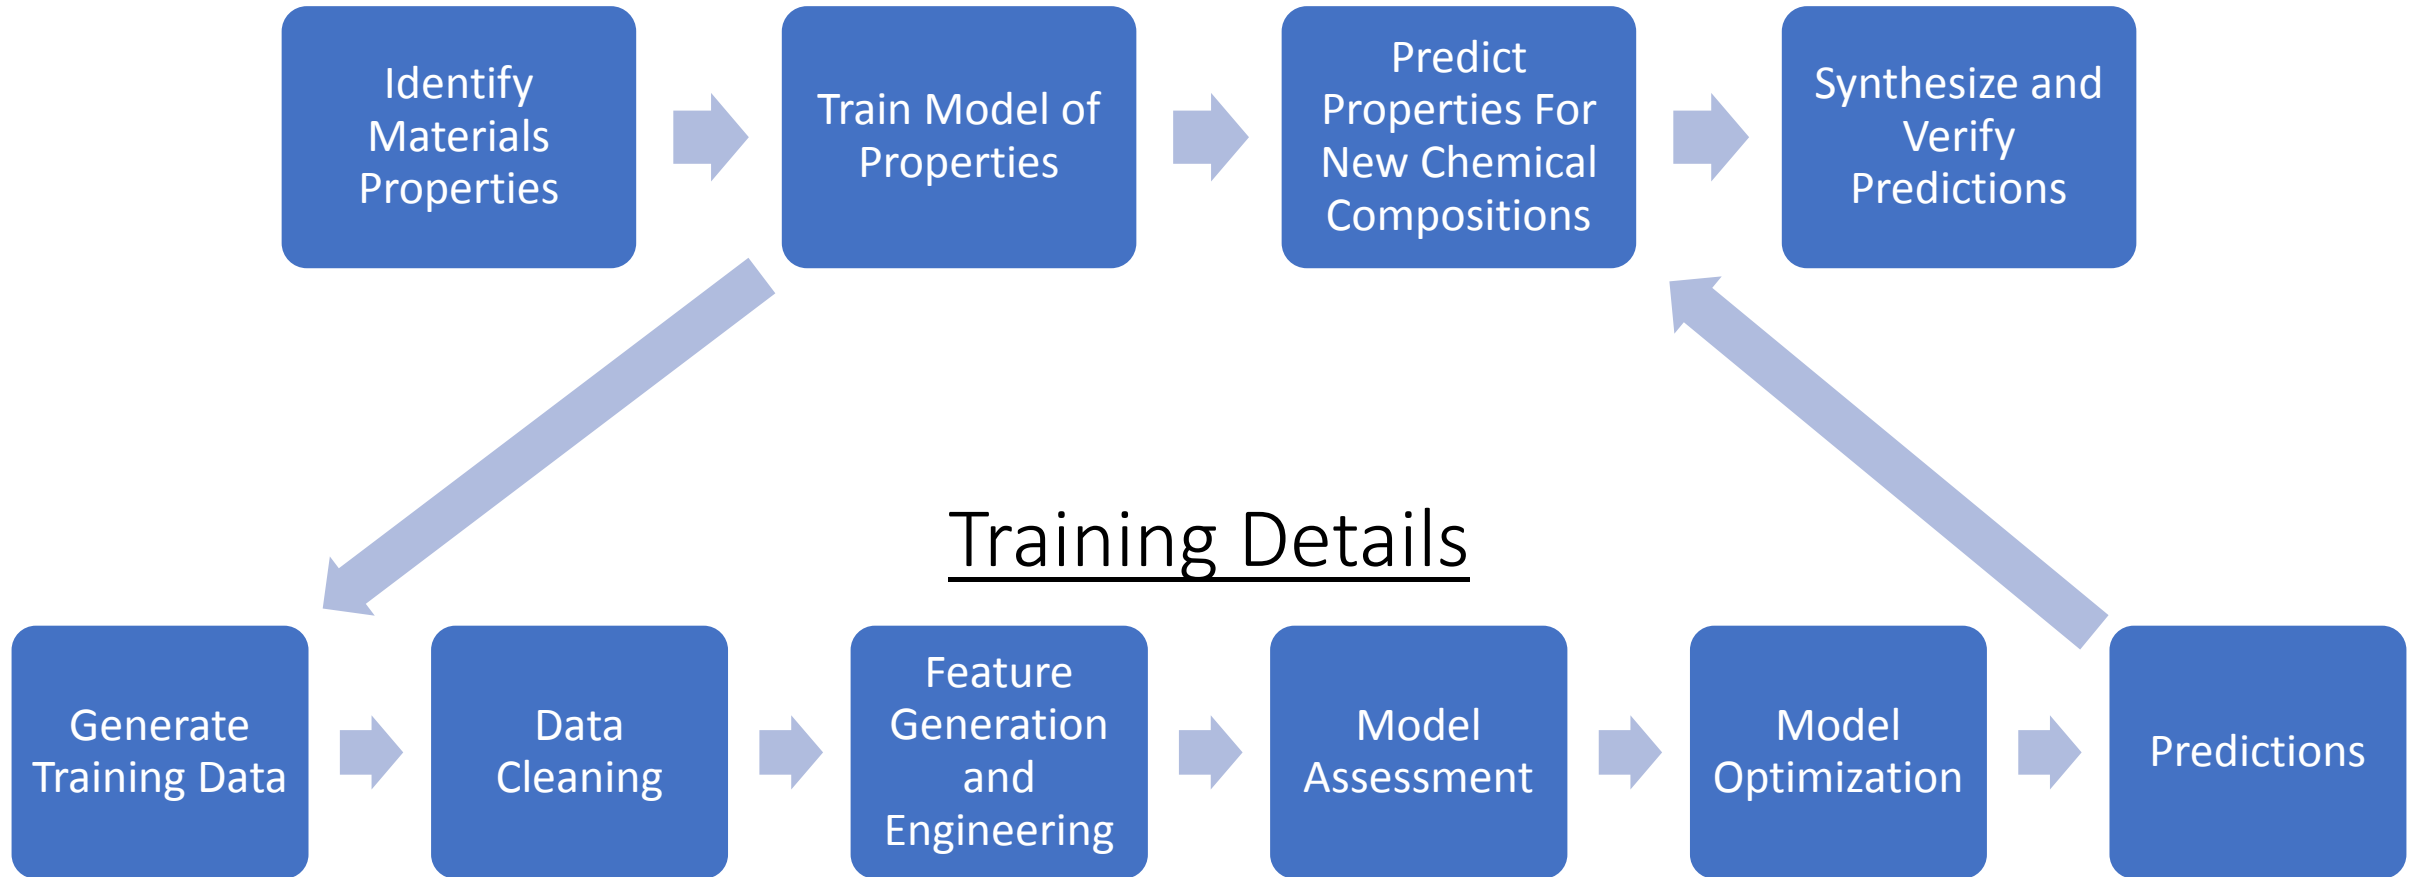 Identify
Materials
Properties
Train Model of
Properties
Predict
Properties For
New Chemical
Compositions
Synthesize and
Verify
Predictions
Training Details
Generate
Training Data
Data
Cleaning
Feature
Generation
and
Engineering
Model
Assessment
Model
Optimization
Predictions